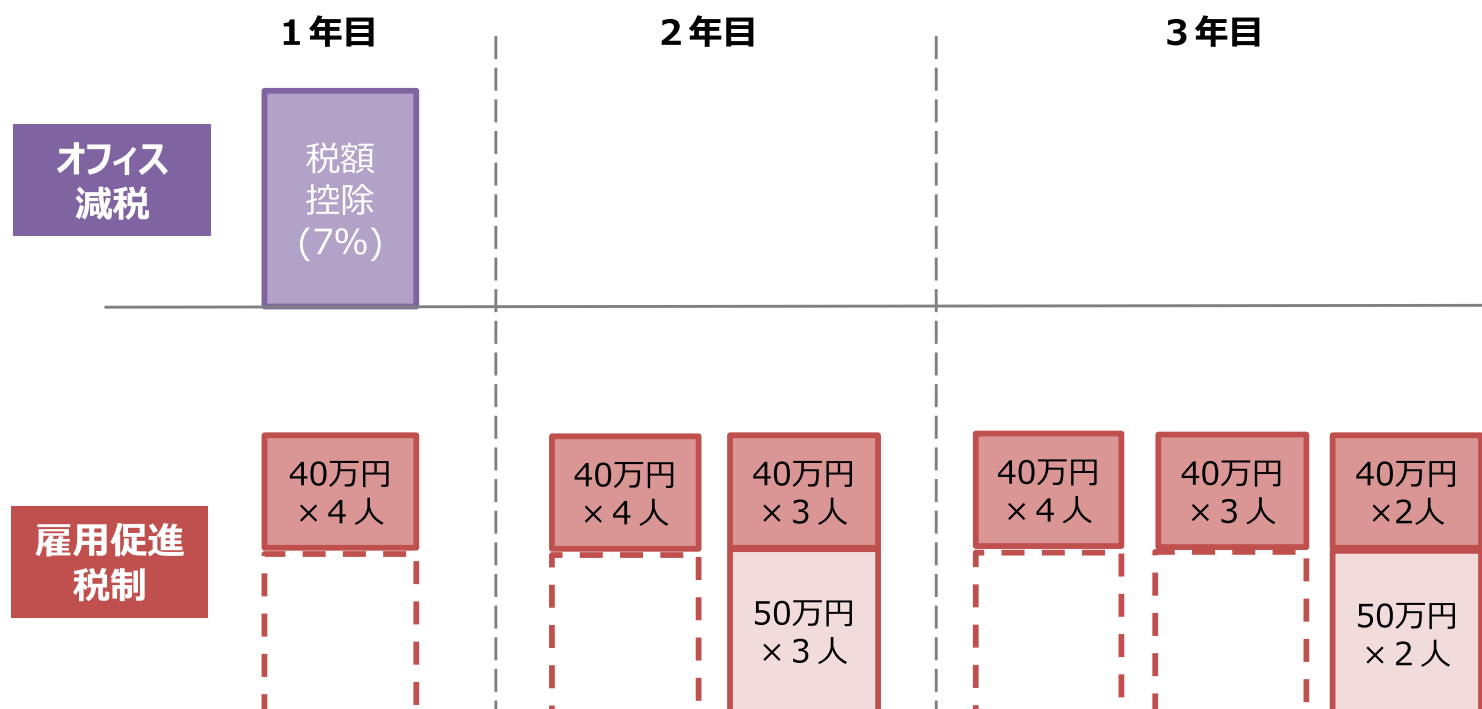 1年目
2年目
3年目
オフィス
減税
税額
控除
(7%)
雇用促進
税制
40万円
×4人
40万円
×4人
40万円
×3人
50万円
×3人
40万円
×4人
40万円
×3人
40万円
×2人
50万円
×2人